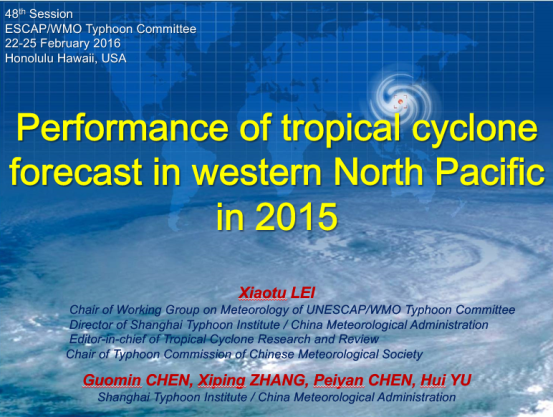 48th Session
ESCAP/WMO Typhoon Committee
22-25 February 2016
Honolulu Hawaii, USA
Performance of tropical cyclone
forecast in western North Pacific
in 2015
Xiaotu LEI
Chair of Working Group on Meteorology of UNESCAP/WMO Typhoon Committee
Director of Shanghai Typhoon Institute / China Meteorological Administration
Editor-in-chief of Tropical Cyclone Research and Review
Chair of Typhoon Commission of Chinese Meteorological Society
Guomin CHEN, Xiping ZHANG, Peiyan CHEN, Hui YU
Shanghai Typhoon Institute / China Meteorological Administration